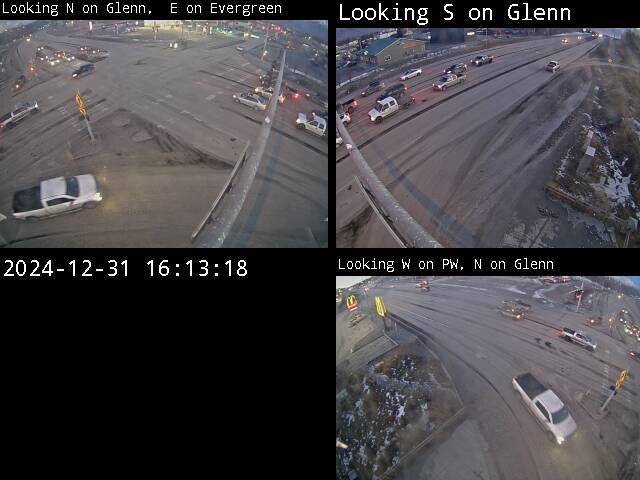 Looking N on Glenn,  E on Evergreen
Looking S on Glenn
2024-12-31 16:13:18
Looking W on PW, N on Glenn